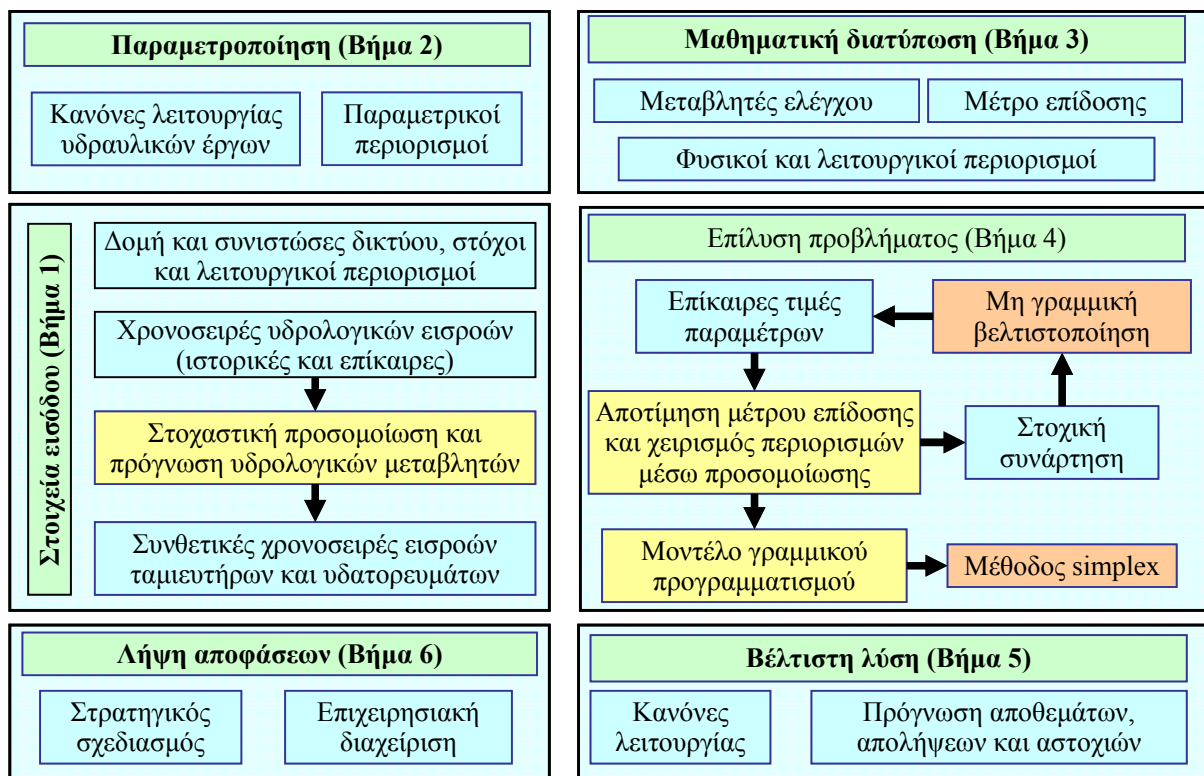 Παραμετροποίηση (Βήμα 2)
Κανόνες λειτουργίας
υδραυλικών έργων
Παραμετρικοί
περιορισμοί
Μαθηματική διατύπωση (Βήμα 3)
Μεταβλητές ελέγχου
Μέτρο επίδοσης
Φυσικοί και λειτουργικοί περιορισμοί
Στοιχεία εισόδου (Βήμα 1)
Δομή και συνιστώσες δικτύου, στόχοι
και λειτουργικοί περιορισμοί
Χρονοσειρές υδρολογικών εισροών
(ιστορικές και επίκαιρες)
Στοχαστική προσομοίωση και
πρόγνωση υδρολογικών μεταβλητών
Συνθετικές χρονοσειρές εισροών
ταμιευτήρων και υδατορευμάτων
Επίλυση προβλήματος (Βήμα 4)
Επίκαιρες τιμές
παραμέτρων
Μη γραμμική
βελτιστοποίηση
Αποτίμηση μέτρου επίδοσης
και χειρισμός περιορισμών
μέσω προσομοίωσης
Στοχική
συνάρτηση
Μοντέλο γραμμικού
προγραμματισμού
Μέθοδος simplex
Λήψη αποφάσεων (Βήμα 6)
Στρατηγικός
σχεδιασμός
Επιχειρησιακή
διαχείριση
Βέλτιστη λύση (Βήμα 5)
Κανόνες
λειτουργίας
Πρόγνωση αποθεμάτων,
απολήψεων και αστοχιών